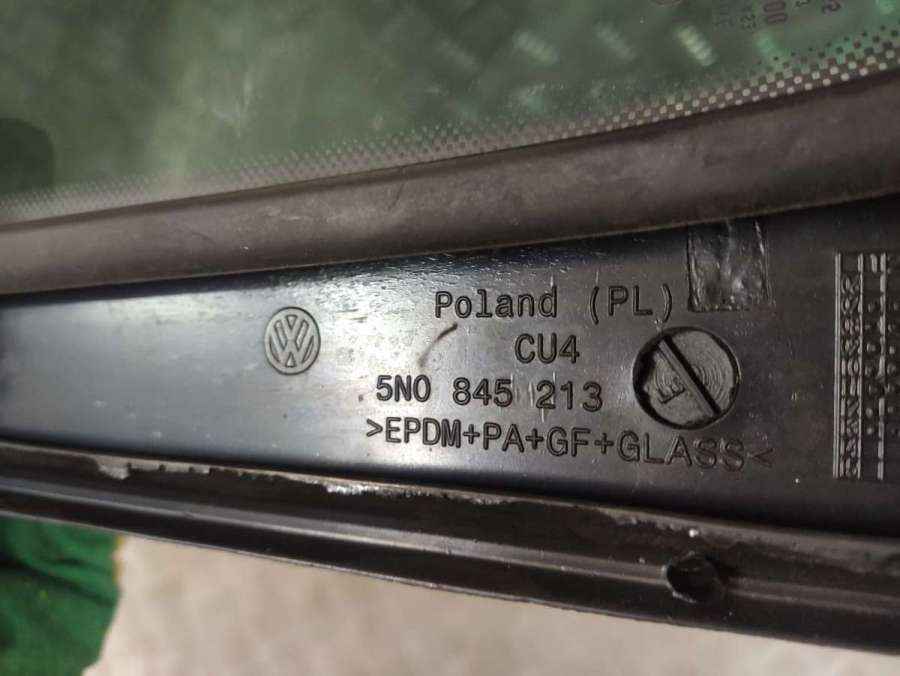 Poland (PL)
CU4
5N0 845 213
>EPDM+PA+GF+GLASS<